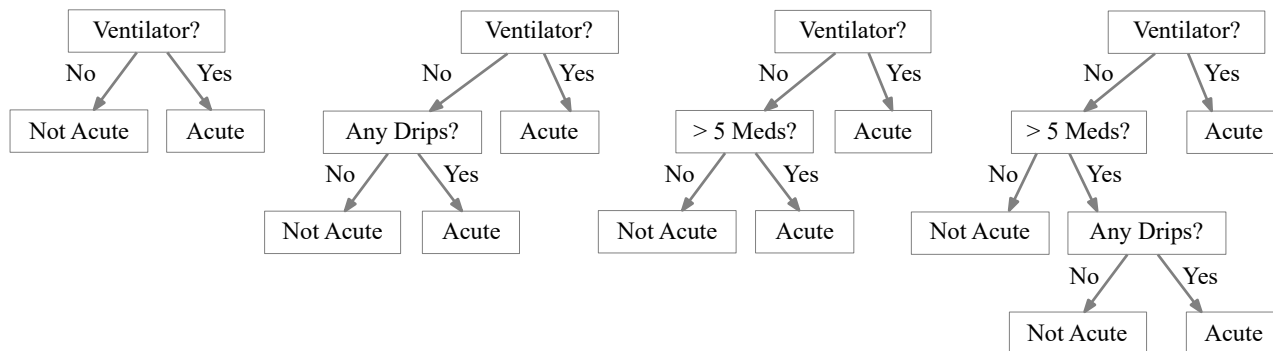 Ventilator?
No
Yes
Not Acute
Acute
Ventilator?
No
Yes
Any Drips?
Acute
No
Yes
Not Acute
Acute
Ventilator?
No
Yes
> 5 Meds?
Acute
No
Yes
Not Acute
Acute
Ventilator?
No
Yes
> 5 Meds?
Acute
No
Yes
Not Acute
Any Drips?
No
Yes
Not Acute
Acute